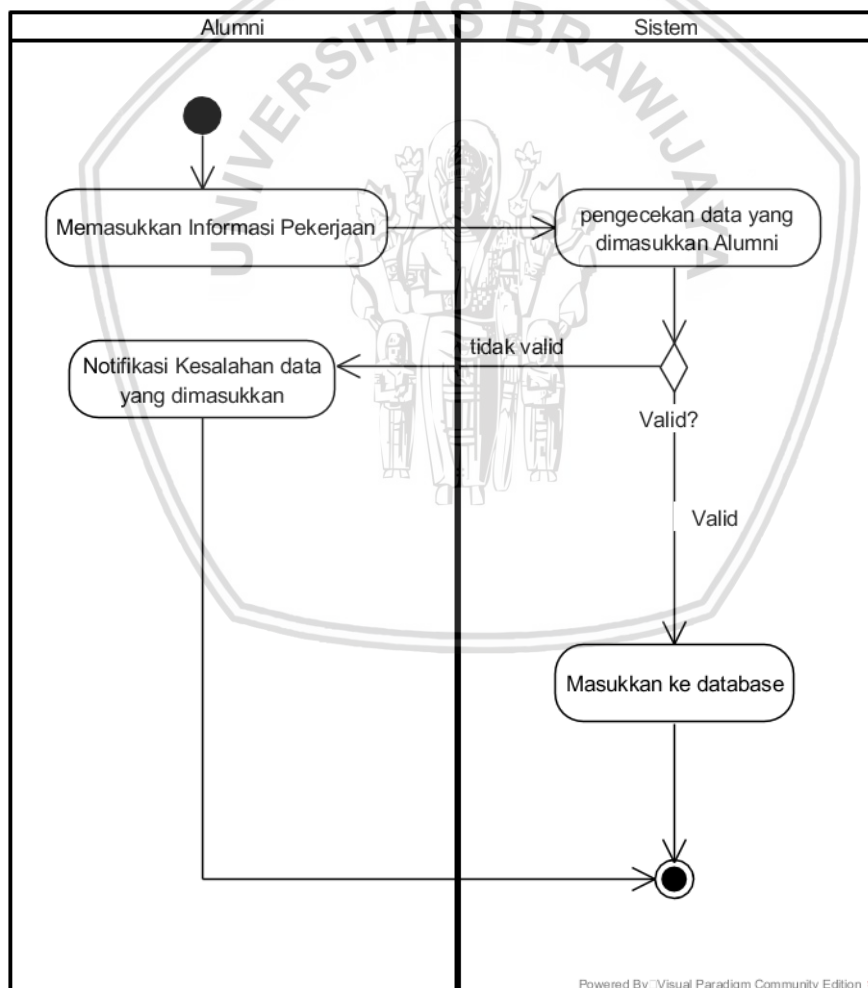 Alumni
Sistem
UNIVERSITAS BRAWIJAYA
Memasukkan Informasi Pekerjaan
pengecekan data yang
dimasukkan Alumni
tidak valid
Notifikasi Kesalahan data
yang dimasukkan
Valid?
Valid
Masukkan ke database
Powered By Visual Paradigm Community Edition